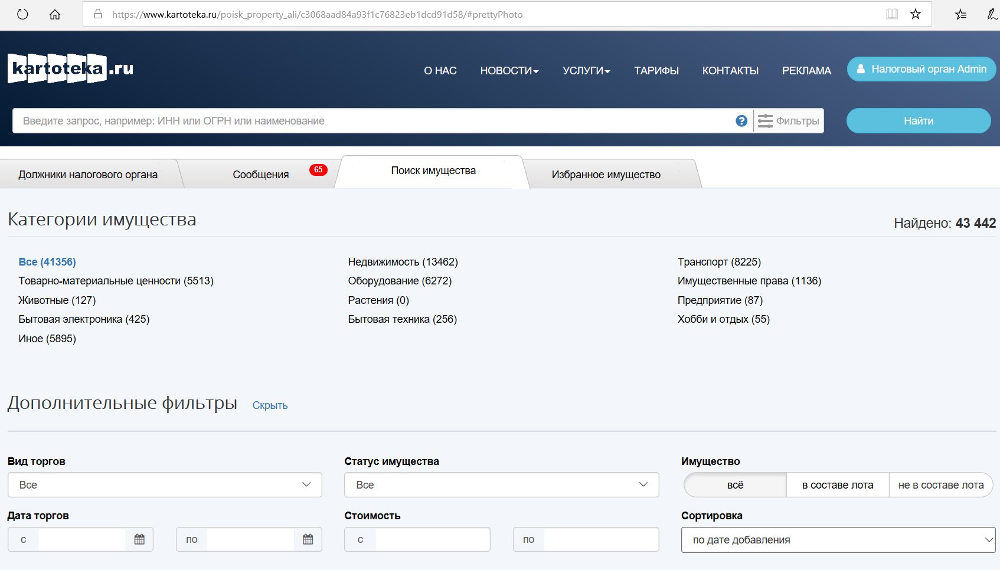 https://www.kartoteka.ru/poisk_property_ali/c3068aad84a93f1c76823eb1dcd91d58/#prettyPhoto
kartoteka.ru
О НАС НОВОСТИ УСЛУГИ ТАРИФЫ КОНТАКТЫ РЕКЛАМА Налоговый орган Admin
Введите запрос, например: ИНН или ОГРН или наименование ? Фильтры Найти
Должники налогового органа Сообщения 65 Поиск имущества Избранное имущество
Категории имущества Найдено: 43 442
Все (41356) Недвижимость (13462) Транспорт (8225)
Товарно-материальные ценности (5513) Оборудование (6272) Имущественные права (1136)
Животные (127) Растения (0) Предприятие (87)
Бытовая электроника (425) Бытовая техника (256) Хобби и отдых (55)
Иное (5895)
Дополнительные фильтры Скрыть
Вид торгов Статус имущества Имущество
Все Все всё в составе лота не в составе лота
Дата торгов Стоимость Сортировка
с по с по по дате добавления